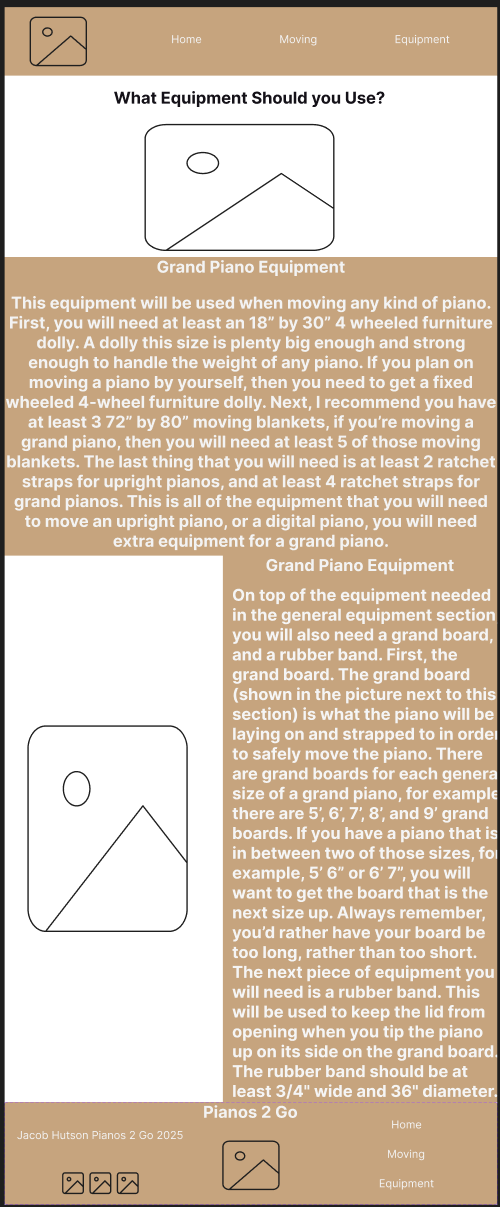 Home Moving Equipment
What Equipment Should you Use?
Grand Piano Equipment
This equipment will be used when moving any kind of piano.
First, you will need at least an 18” by 30” 4 wheeled furniture
dolly. A dolly this size is plenty big enough and strong
enough to handle the weight of any piano. If you plan on
moving a piano by yourself, then you need to get a fixed
wheeled 4-wheel furniture dolly. Next, I recommend you have
at least 3 72” by 80” moving blankets, if you’re moving a
grand piano, then you will need at least 5 of those moving
blankets. The last thing that you will need is at least 2 ratchet
straps for upright pianos, and at least 4 ratchet straps for
grand pianos. This is all of the equipment that you will need
to move an upright piano, or a digital piano, you will need
extra equipment for a grand piano.
Grand Piano Equipment
On top of the equipment needed
in the general equipment section
you will also need a grand board,
and a rubber band. First, the
grand board. The grand board
(shown in the picture next to this
section) is what the piano will be
laying on and strapped to in order
to safely move the piano. There
are grand boards for each genera
size of a grand piano, for example
there are 5’, 6’, 7’, 8’, and 9’ grand
boards. If you have a piano that is
in between two of those sizes, for
example, 5’ 6” or 6’ 7”, you will
want to get the board that is the
next size up. Always remember,
you’d rather have your board be
too long, rather than too short.
The next piece of equipment you
will need is a rubber band. This
will be used to keep the lid from
opening when you tip the piano
up on its side on the grand board.
The rubber band should be at
least 3/4" wide and 36" diameter.
Pianos 2 Go
Jacob Hutson Pianos 2 Go 2025
Home
Moving
Equipment